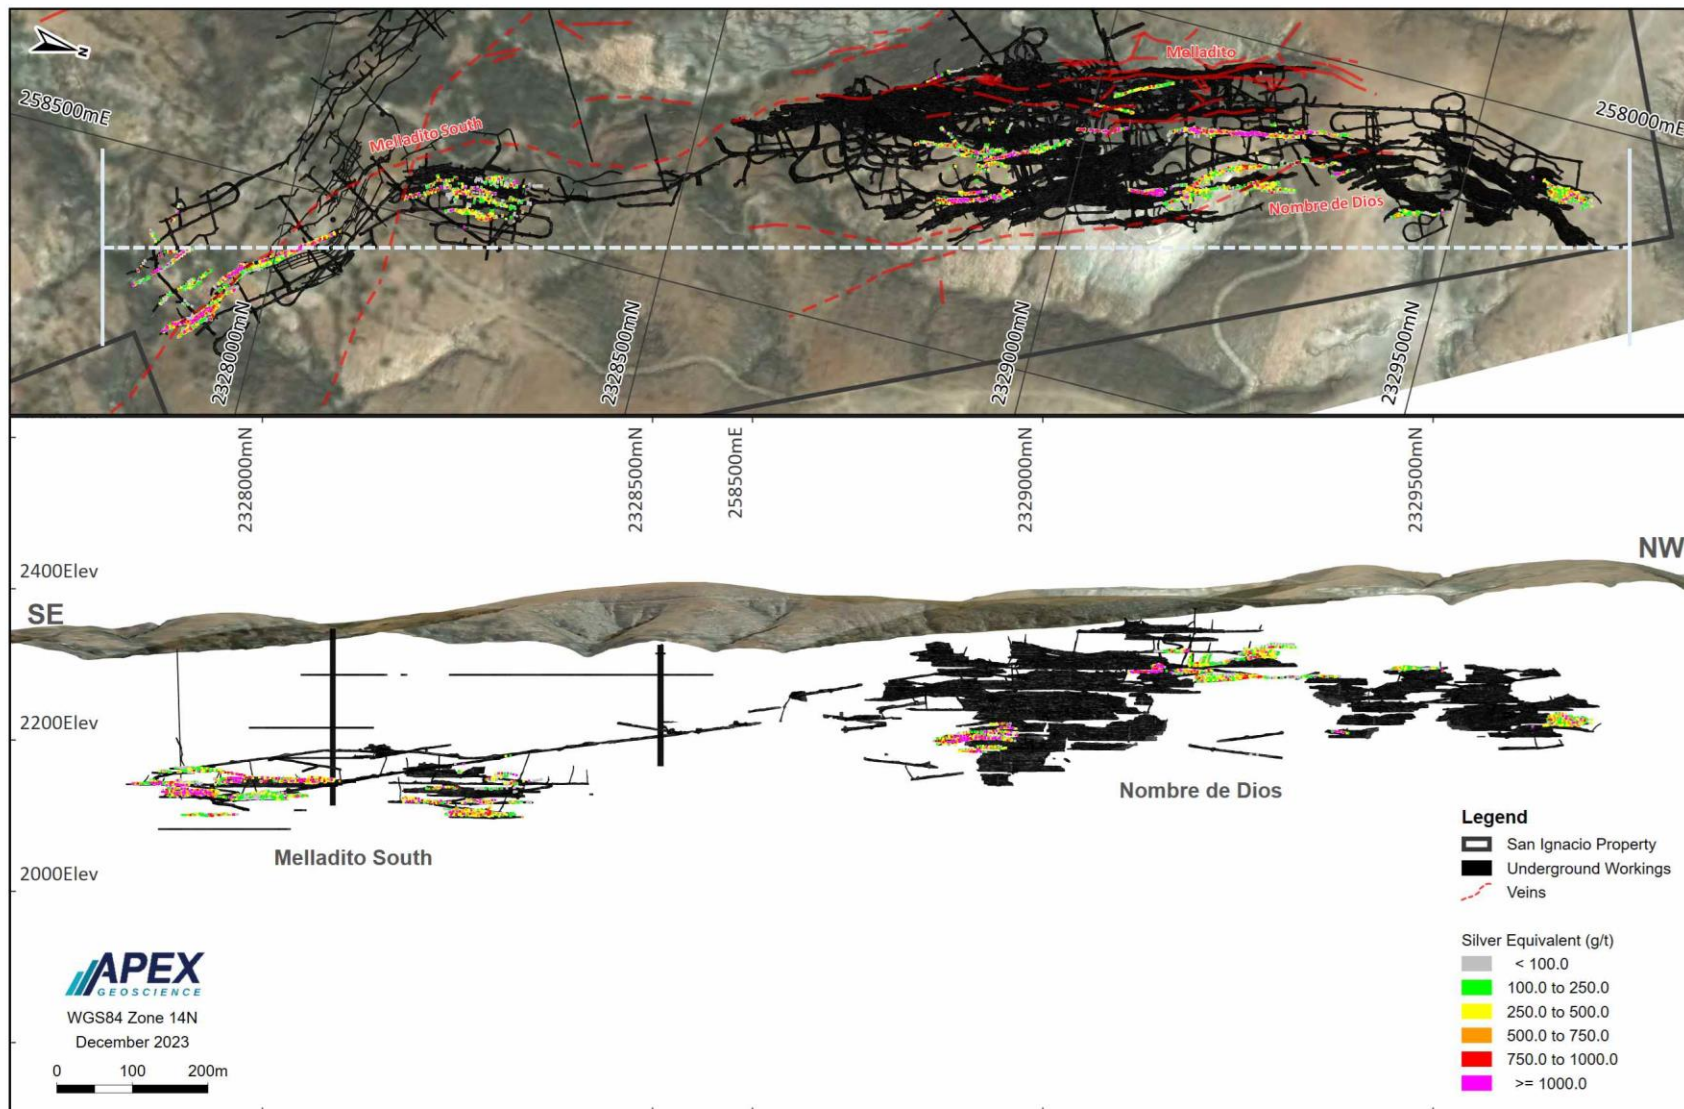 N
258500mE
Melladito South
Melladito
258000mE
Nombre de Dios
2328000mN
2328500mN
2329000mN
2329500mN
2328000mN
2328500mN
258500mE
2329000mN
2329500mN
NW
2400Elev
SE
2200Elev
Nombre de Dios
Melladito South
2000Elev
Legend
San Ignacio Property
Underground Workings
Veins
Silver Equivalent (g/t)
< 100.0
100.0 to 250.0
250.0 to 500.0
500.0 to 750.0
750.0 to 1000.0
>= 1000.0
APEX
GEOSCIENCE
WGS84 Zone 14N
December 2023
0 100 200m